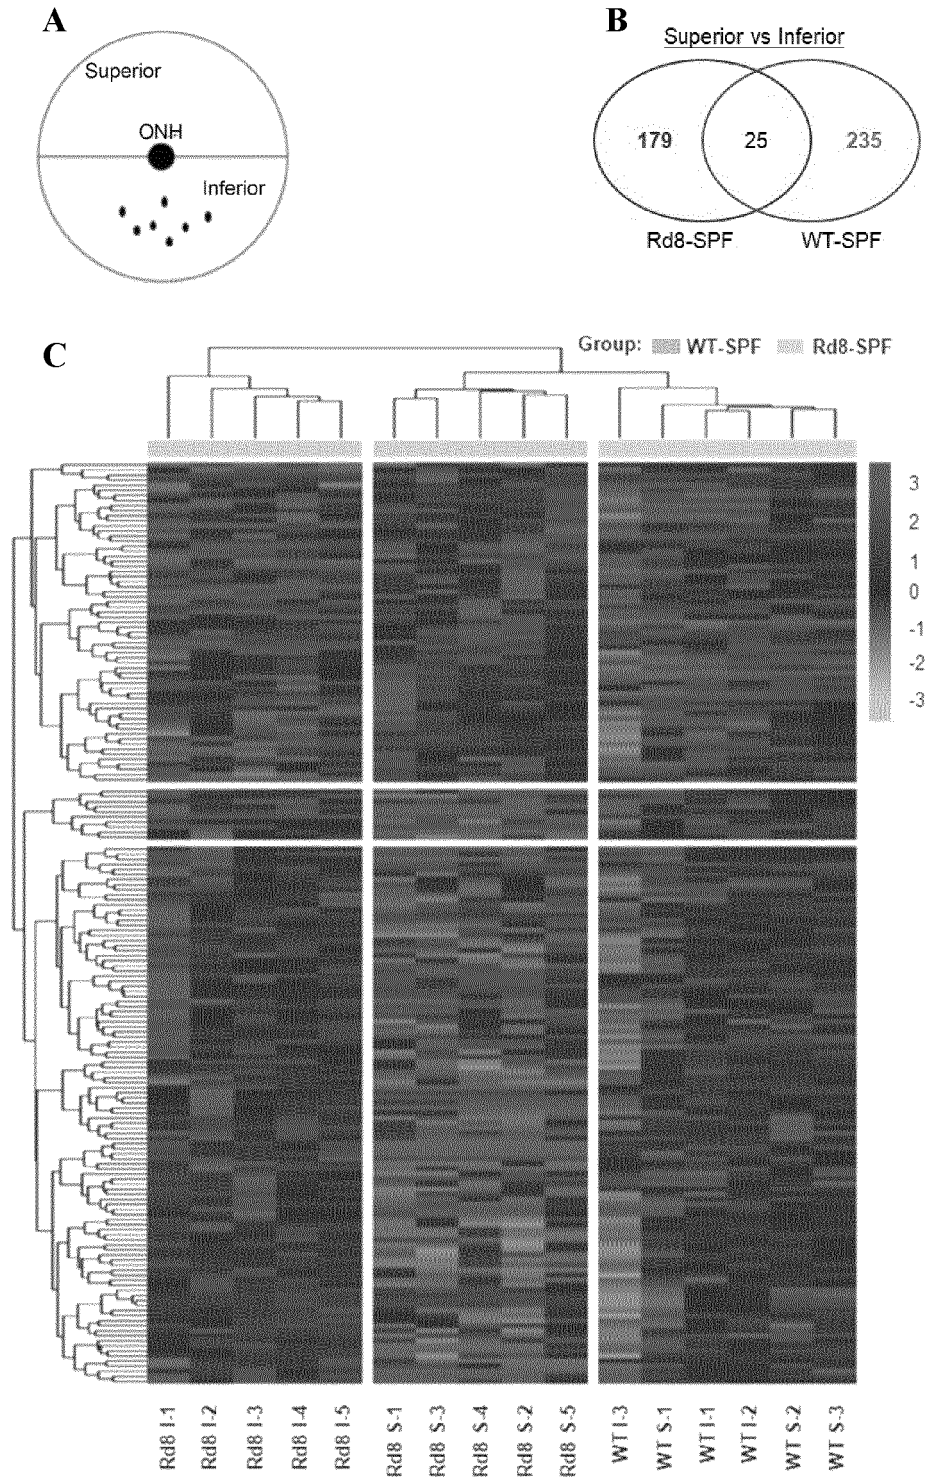 A
Superior
ONH
Inferior
B
Superior vs Inferior
179
25
235
Rd8-SPF
WT-SPF
C
Group: WT-SPF Rd8-SPF
3
2
1
0
-1
-2
-3
Rd8 I-1
Rd8 I-2
Rd8 I-3
Rd8 I-4
Rd8 I-5
Rd8 S-1
Rd8 S-3
Rd8 S-4
Rd8 S-2
Rd8 S-5
WT I-3
WT S-1
WT I-1
WT I-2
WT S-2
WT S-3